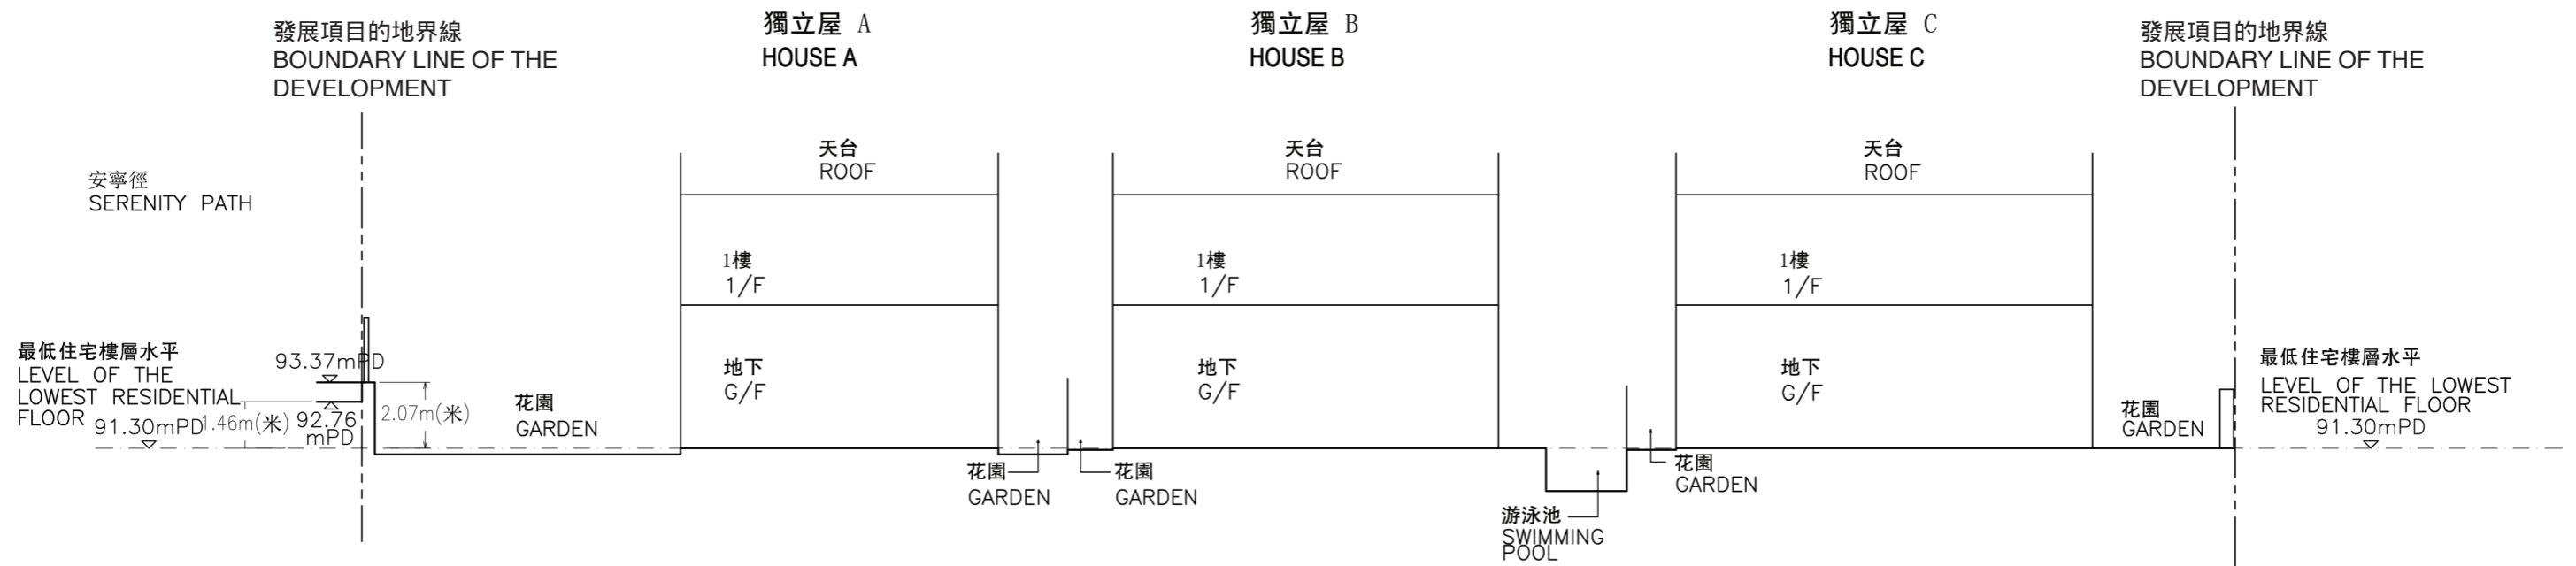 發展項目的地界線
BOUNDARY LINE OF THE
DEVELOPMENT
獨立屋 A
HOUSE A
獨立屋 B
HOUSE B
獨立屋 C
HOUSE C
發展項目的地界線
BOUNDARY LINE OF THE
DEVELOPMENT
安寧徑
SERENITY PATH
天台
ROOF
天台
ROOF
天台
ROOF
1樓
1/F
1樓
1/F
1樓
1/F
地下
G/F
地下
G/F
地下
G/F
最低住宅樓層水平
LEVEL OF THE
LOWEST RESIDENTIAL
FLOOR
91.30mPD
1.46m(米)
93.37mPD
92.76
mPD
2.07m(米)
花園
GARDEN
花園
GARDEN
花園
GARDEN
游泳池
SWIMMING
POOL
花園
GARDEN
花園
GARDEN
最低住宅樓層水平
LEVEL OF THE LOWEST
RESIDENTIAL FLOOR
91.30mPD